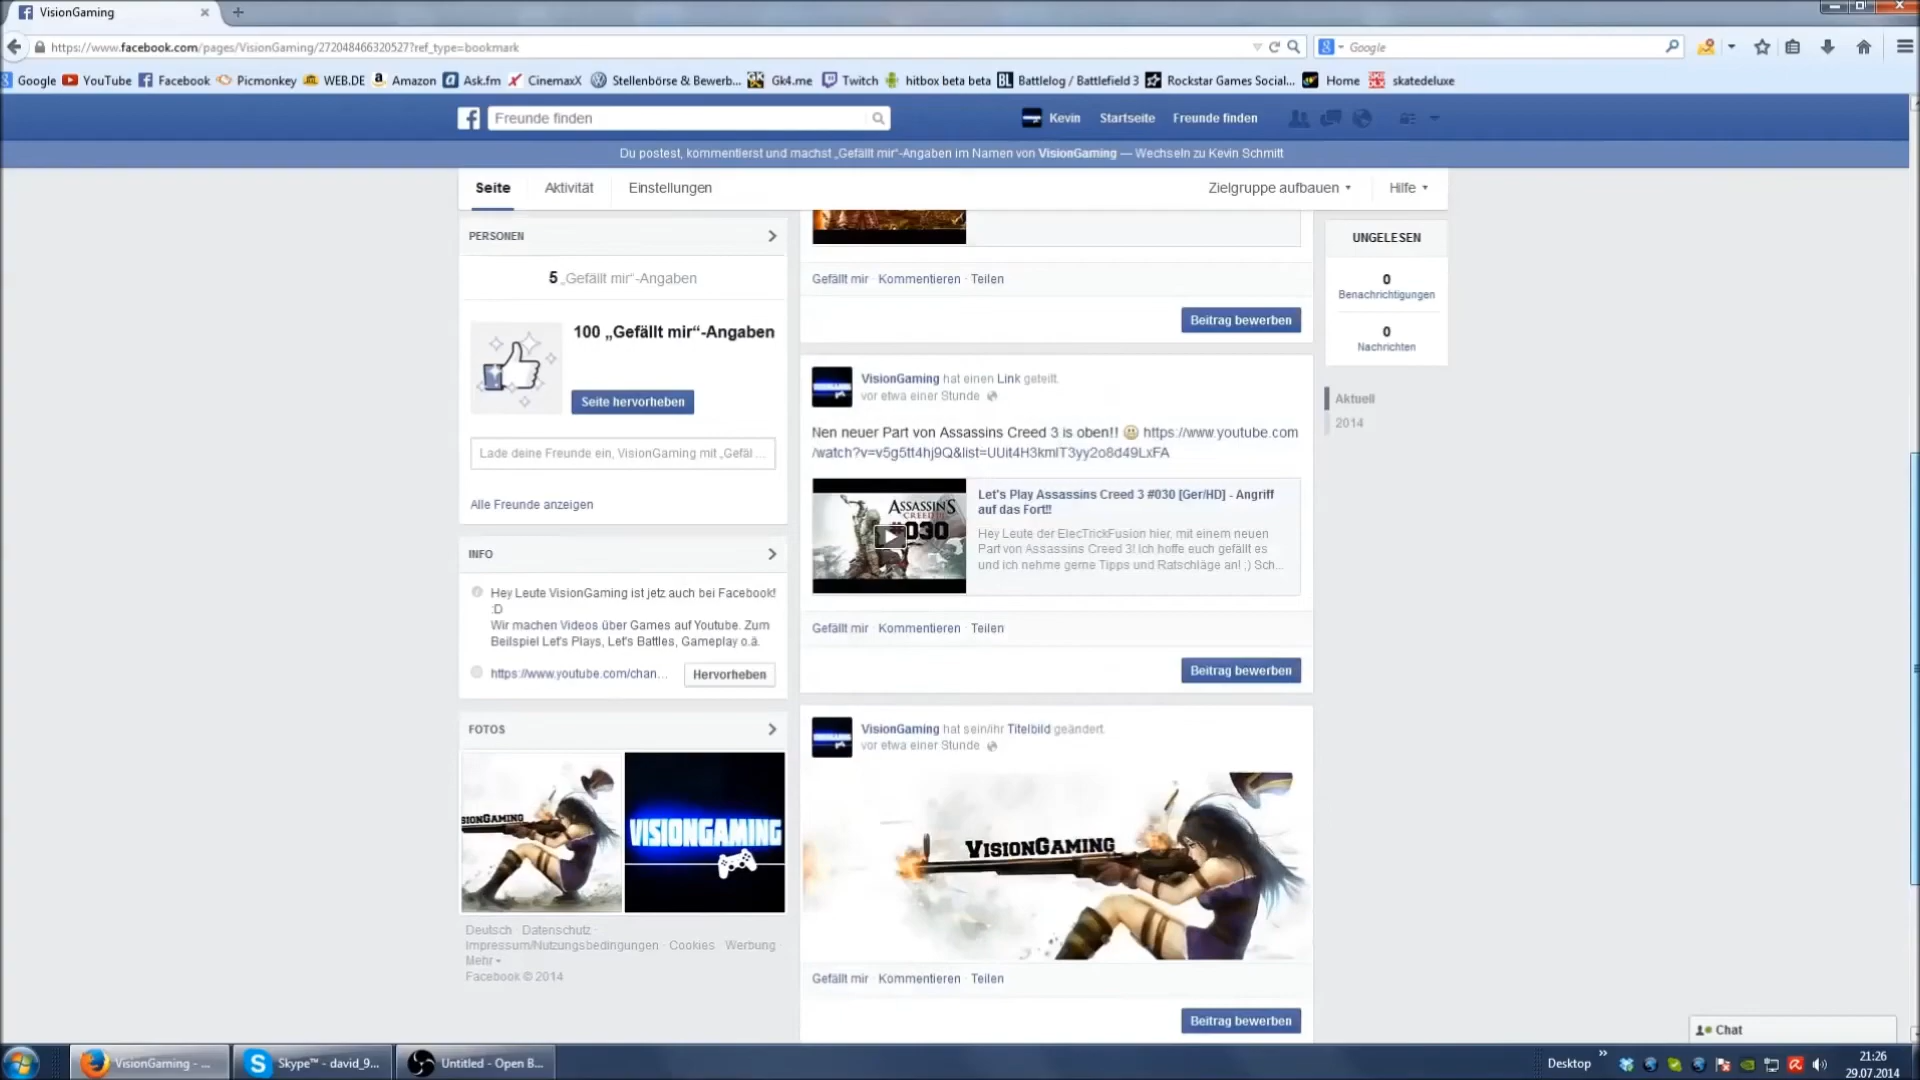 VisionGaming
https://www.facebook.com/pages/VisionGaming/272048466320527?ref_type=bookmark
Google
Google YouTube Facebook Picmonkey WEB.DE Amazon Ask.fm CinemaxX Stellenbörse & Bewerb... Gk4.me Twitch hitbox beta beta Battlelog / Battlefield 3 Rockstar Games Social... Home skatedeluxe
Freunde finden
Kevin Startseite Freunde finden
Du postest, kommentierst und machst „Gefällt mir“-Angaben im Namen von VisionGaming — Wechseln zu Kevin Schmitt
Seite Aktivität Einstellungen Zielgruppe aufbauen Hilfe
PERSONEN
5 „Gefällt mir“-Angaben
100 „Gefällt mir“-Angaben
Seite hervorheben
Lade deine Freunde ein, VisionGaming mit „Gefäl ...
Alle Freunde anzeigen
INFO
Hey Leute VisionGaming ist jetz auch bei Facebook!
:D
Wir machen Videos über Games auf Youtube. Zum
Beilspiel Let's Plays, Let's Battles, Gameplay o.ä.
https://www.youtube.com/chan... Hervorheben
FOTOS
SIONGAMING
VISIONGAMING
Deutsch · Datenschutz ·
Impressum/Nutzungsbedingungen · Cookies · Werbung ·
Mehr
Facebook © 2014
Gefällt mir · Kommentieren · Teilen
Beitrag bewerben
VisionGaming hat einen Link geteilt.
vor etwa einer Stunde
Nen neuer Part von Assassins Creed 3 is oben!! https://www.youtube.com
/watch?v=v5g5tt4hj9Q&list=UUit4H3kmIT3yy2o8d49LxFA
ASSASSIN'S
CREED III
#030
Let's Play Assassins Creed 3 #030 [Ger/HD] - Angriff
auf das Fort!!
Hey Leute der ElecTrickFusion hier, mit einem neuen
Part von Assassins Creed 3! Ich hoffe euch gefällt es
und ich nehme gerne Tipps und Ratschläge an! ;) Sch...
Gefällt mir · Kommentieren · Teilen
Beitrag bewerben
VisionGaming hat sein/ihr Titelbild geändert.
vor etwa einer Stunde
VISIONGAMING
Gefällt mir · Kommentieren · Teilen
Beitrag bewerben
UNGELESEN
0
Benachrichtigungen
0
Nachrichten
Aktuell
2014
Chat
VisionGaming - ... Skype™ - david_9... Untitled - Open B... Desktop
21:26
29.07.2014